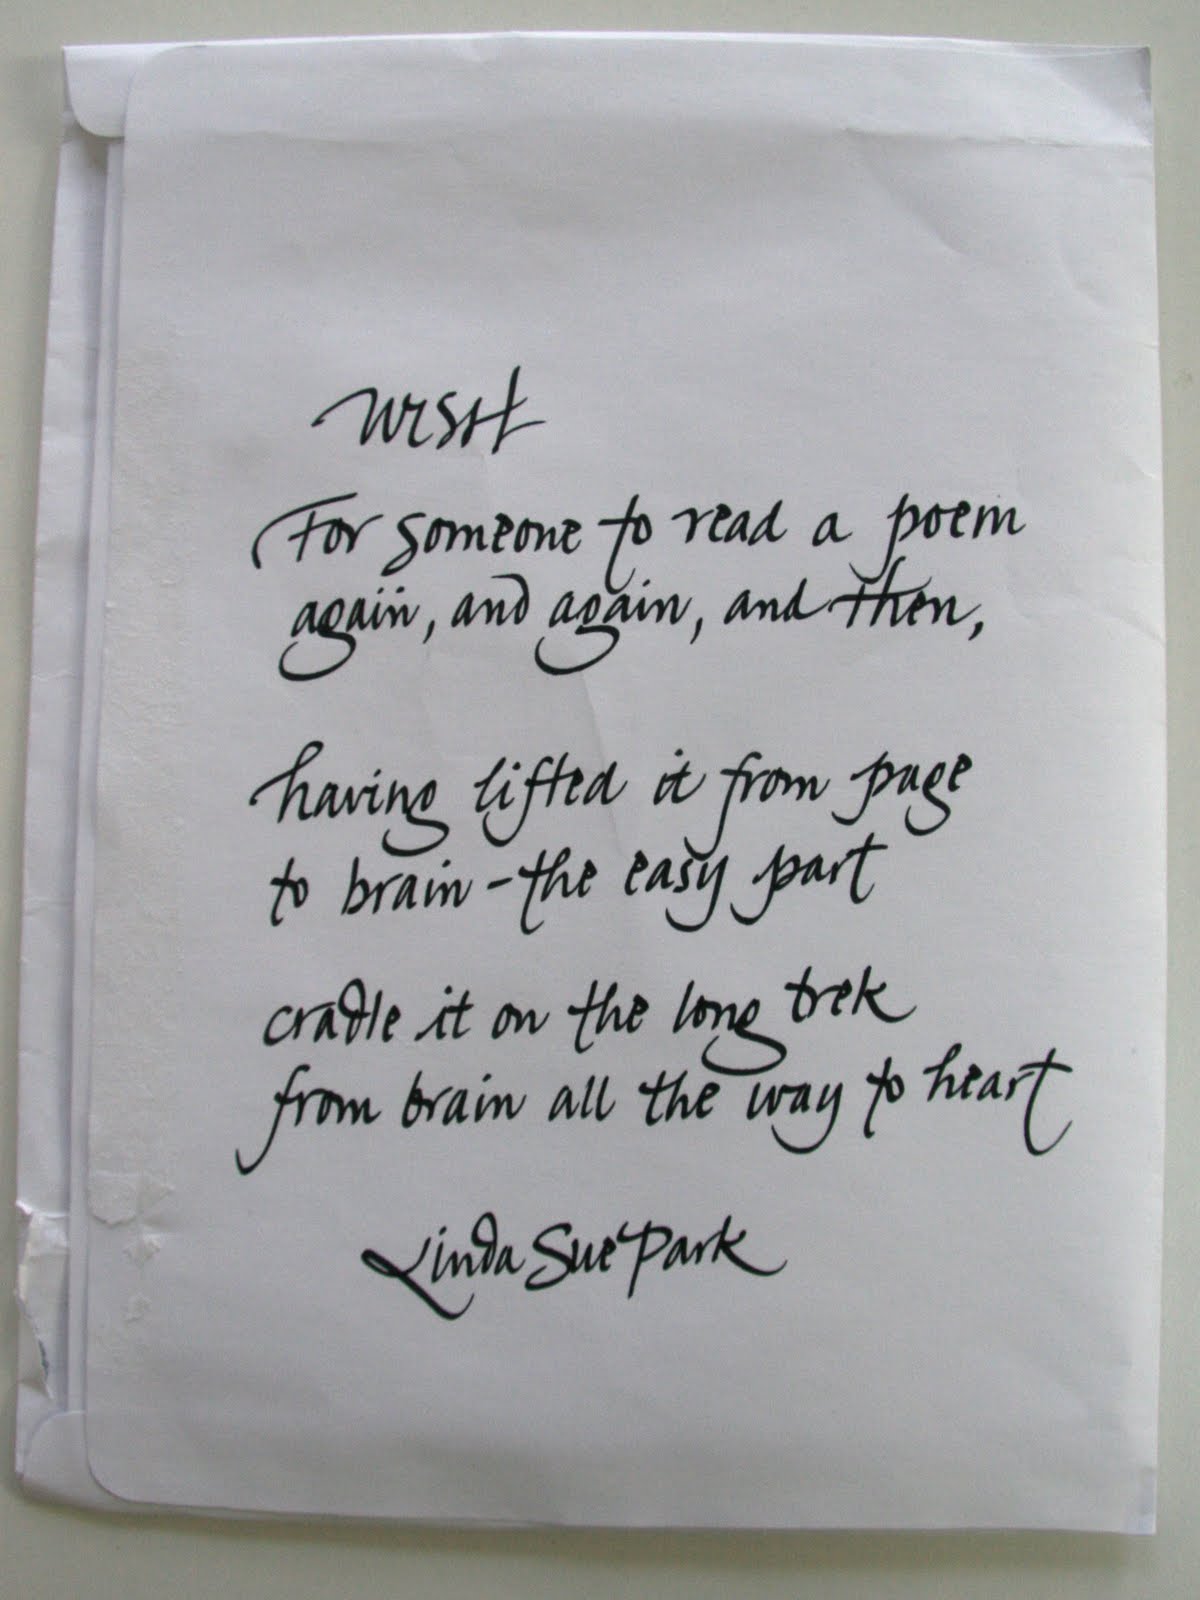 WISH
For someone to read a poem
again, and again, and then,
having lifted it from page
to brain - the easy part
cradle it on the long trek
from brain all the way to heart
Linda Sue Park